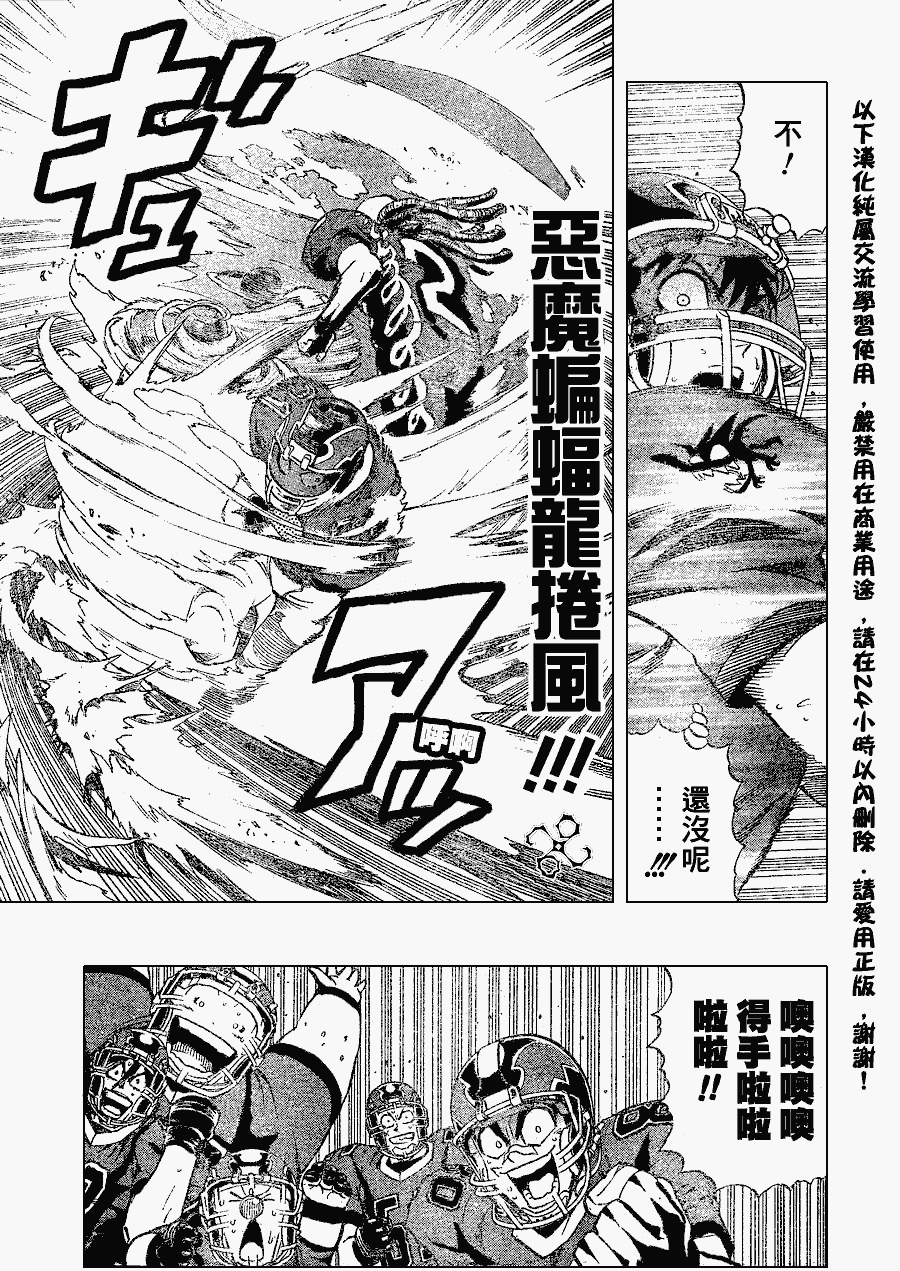 以下漢化純屬交流學習使用，嚴禁用在商業用途，請在24小時以內刪除．請愛用正版，謝謝！
不！
還沒呢
……!!!
惡魔蝙蝠龍捲風!!!
ギュ
アッ
呼啊
噢噢噢噢
得手啦啦
啦啦!!